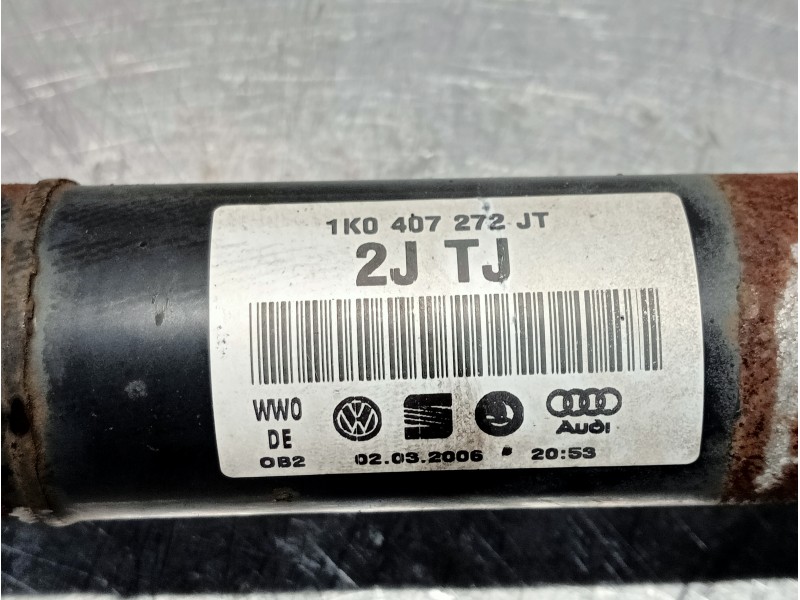 1K0 407 272 JT
2J TJ
WWO
DE
OB2
Audi
02.03.2006 * 20:53